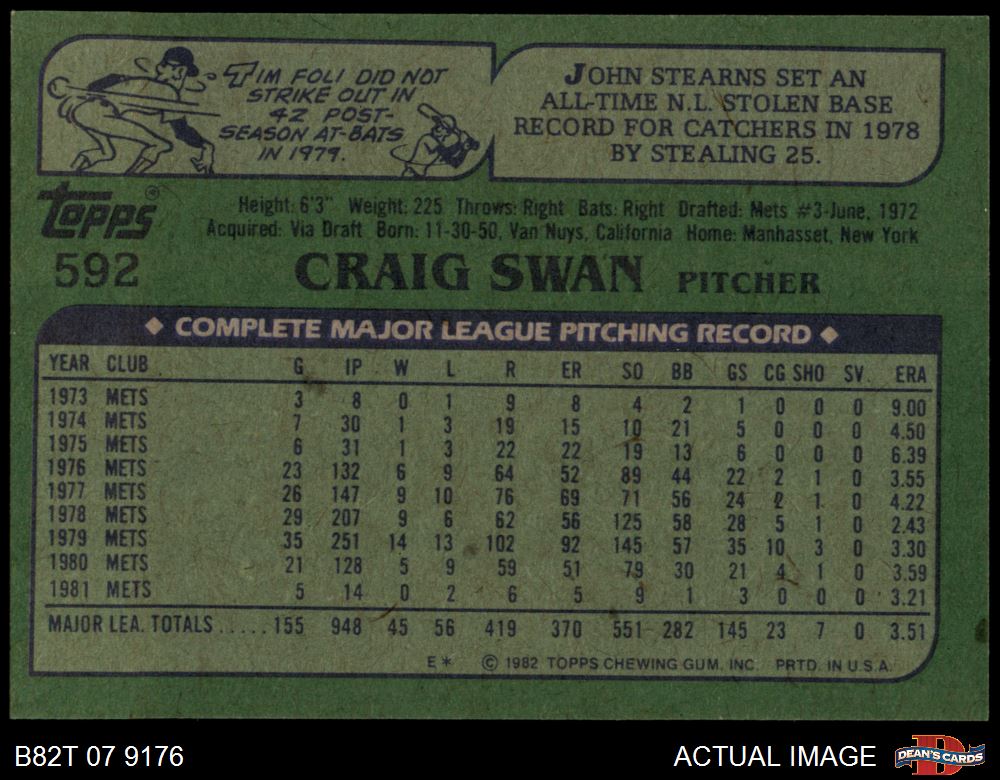 TIM FOLI DID NOT
STRIKE OUT IN
42 POST-
SEASON AT-BATS
IN 1979.
JOHN STEARNS SET AN
ALL-TIME N.L. STOLEN BASE
RECORD FOR CATCHERS IN 1978
BY STEALING 25.
Topps®
592
Height: 6'3" Weight: 225 Throws: Right Bats: Right Drafted: Mets #3-June, 1972
Acquired: Via Draft Born: 11-30-50, Van Nuys, California Home: Manhasset, New York
CRAIG SWAN PITCHER
COMPLETE MAJOR LEAGUE PITCHING RECORD
YEAR CLUB G IP W L R ER SO BB GS CG SHO SV. ERA
1973 METS 3 8 0 1 9 8 4 2 1 0 0 0 9.00
1974 METS 7 30 1 3 19 15 10 21 5 0 0 0 4.50
1975 METS 6 31 1 3 22 22 19 13 6 0 0 0 6.39
1976 METS 23 132 6 9 64 52 89 44 22 2 1 0 3.55
1977 METS 26 147 9 10 76 69 71 56 24 2 1 0 4.22
1978 METS 29 207 9 6 62 56 125 58 28 5 1 0 2.43
1979 METS 35 251 14 13 102 92 145 57 35 10 3 0 3.30
1980 METS 21 128 5 9 59 51 79 30 21 4 1 0 3.59
1981 METS 5 14 0 2 6 5 9 1 3 0 0 0 3.21
MAJOR LEA. TOTALS ..... 155 948 45 56 419 370 551 282 145 23 7 0 3.51
E* © 1982 TOPPS CHEWING GUM, INC. PRTD. IN U.S.A.
B82T 07 9176
ACTUAL IMAGE
DEAN'S CARDS